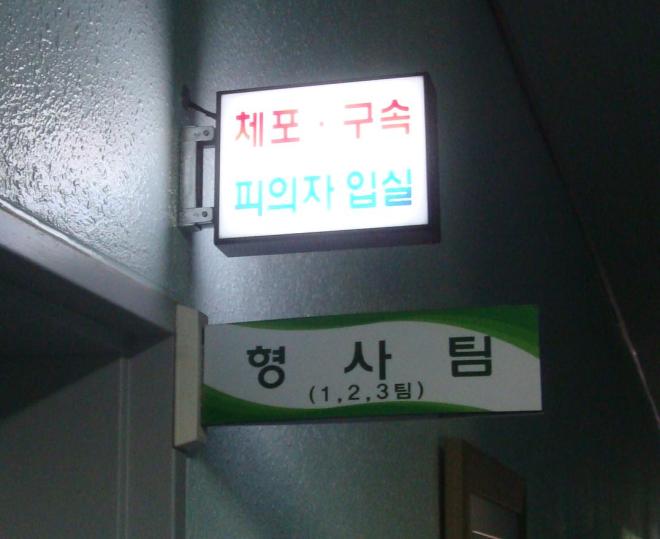 체포·구속
피의자 입실
형 사 팀
(1,2,3팀)